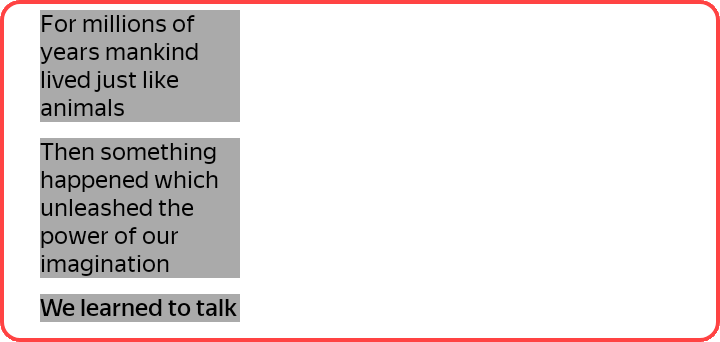 For millions of
years mankind
lived just like
animals
Then something
happened which
unleashed the
power of our
imagination
We learned to talk